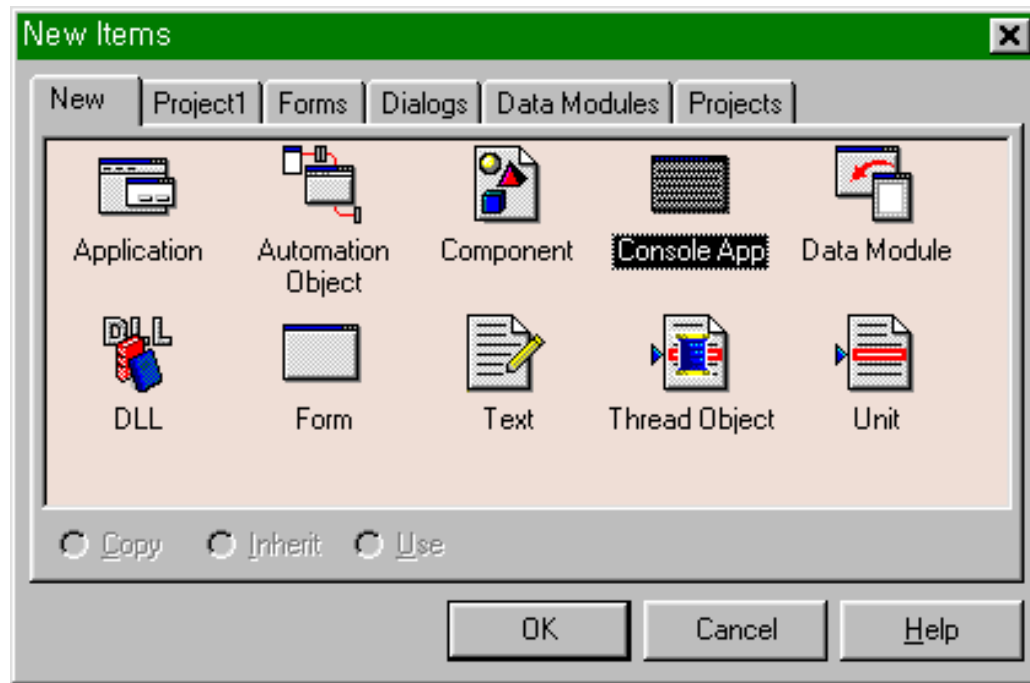 New Items
New Project1 Forms Dialogs Data Modules Projects
Application Automation Object Component Console App Data Module
DLL
DLL Form Text Thread Object Unit
Copy Inherit Use
OK Cancel Help